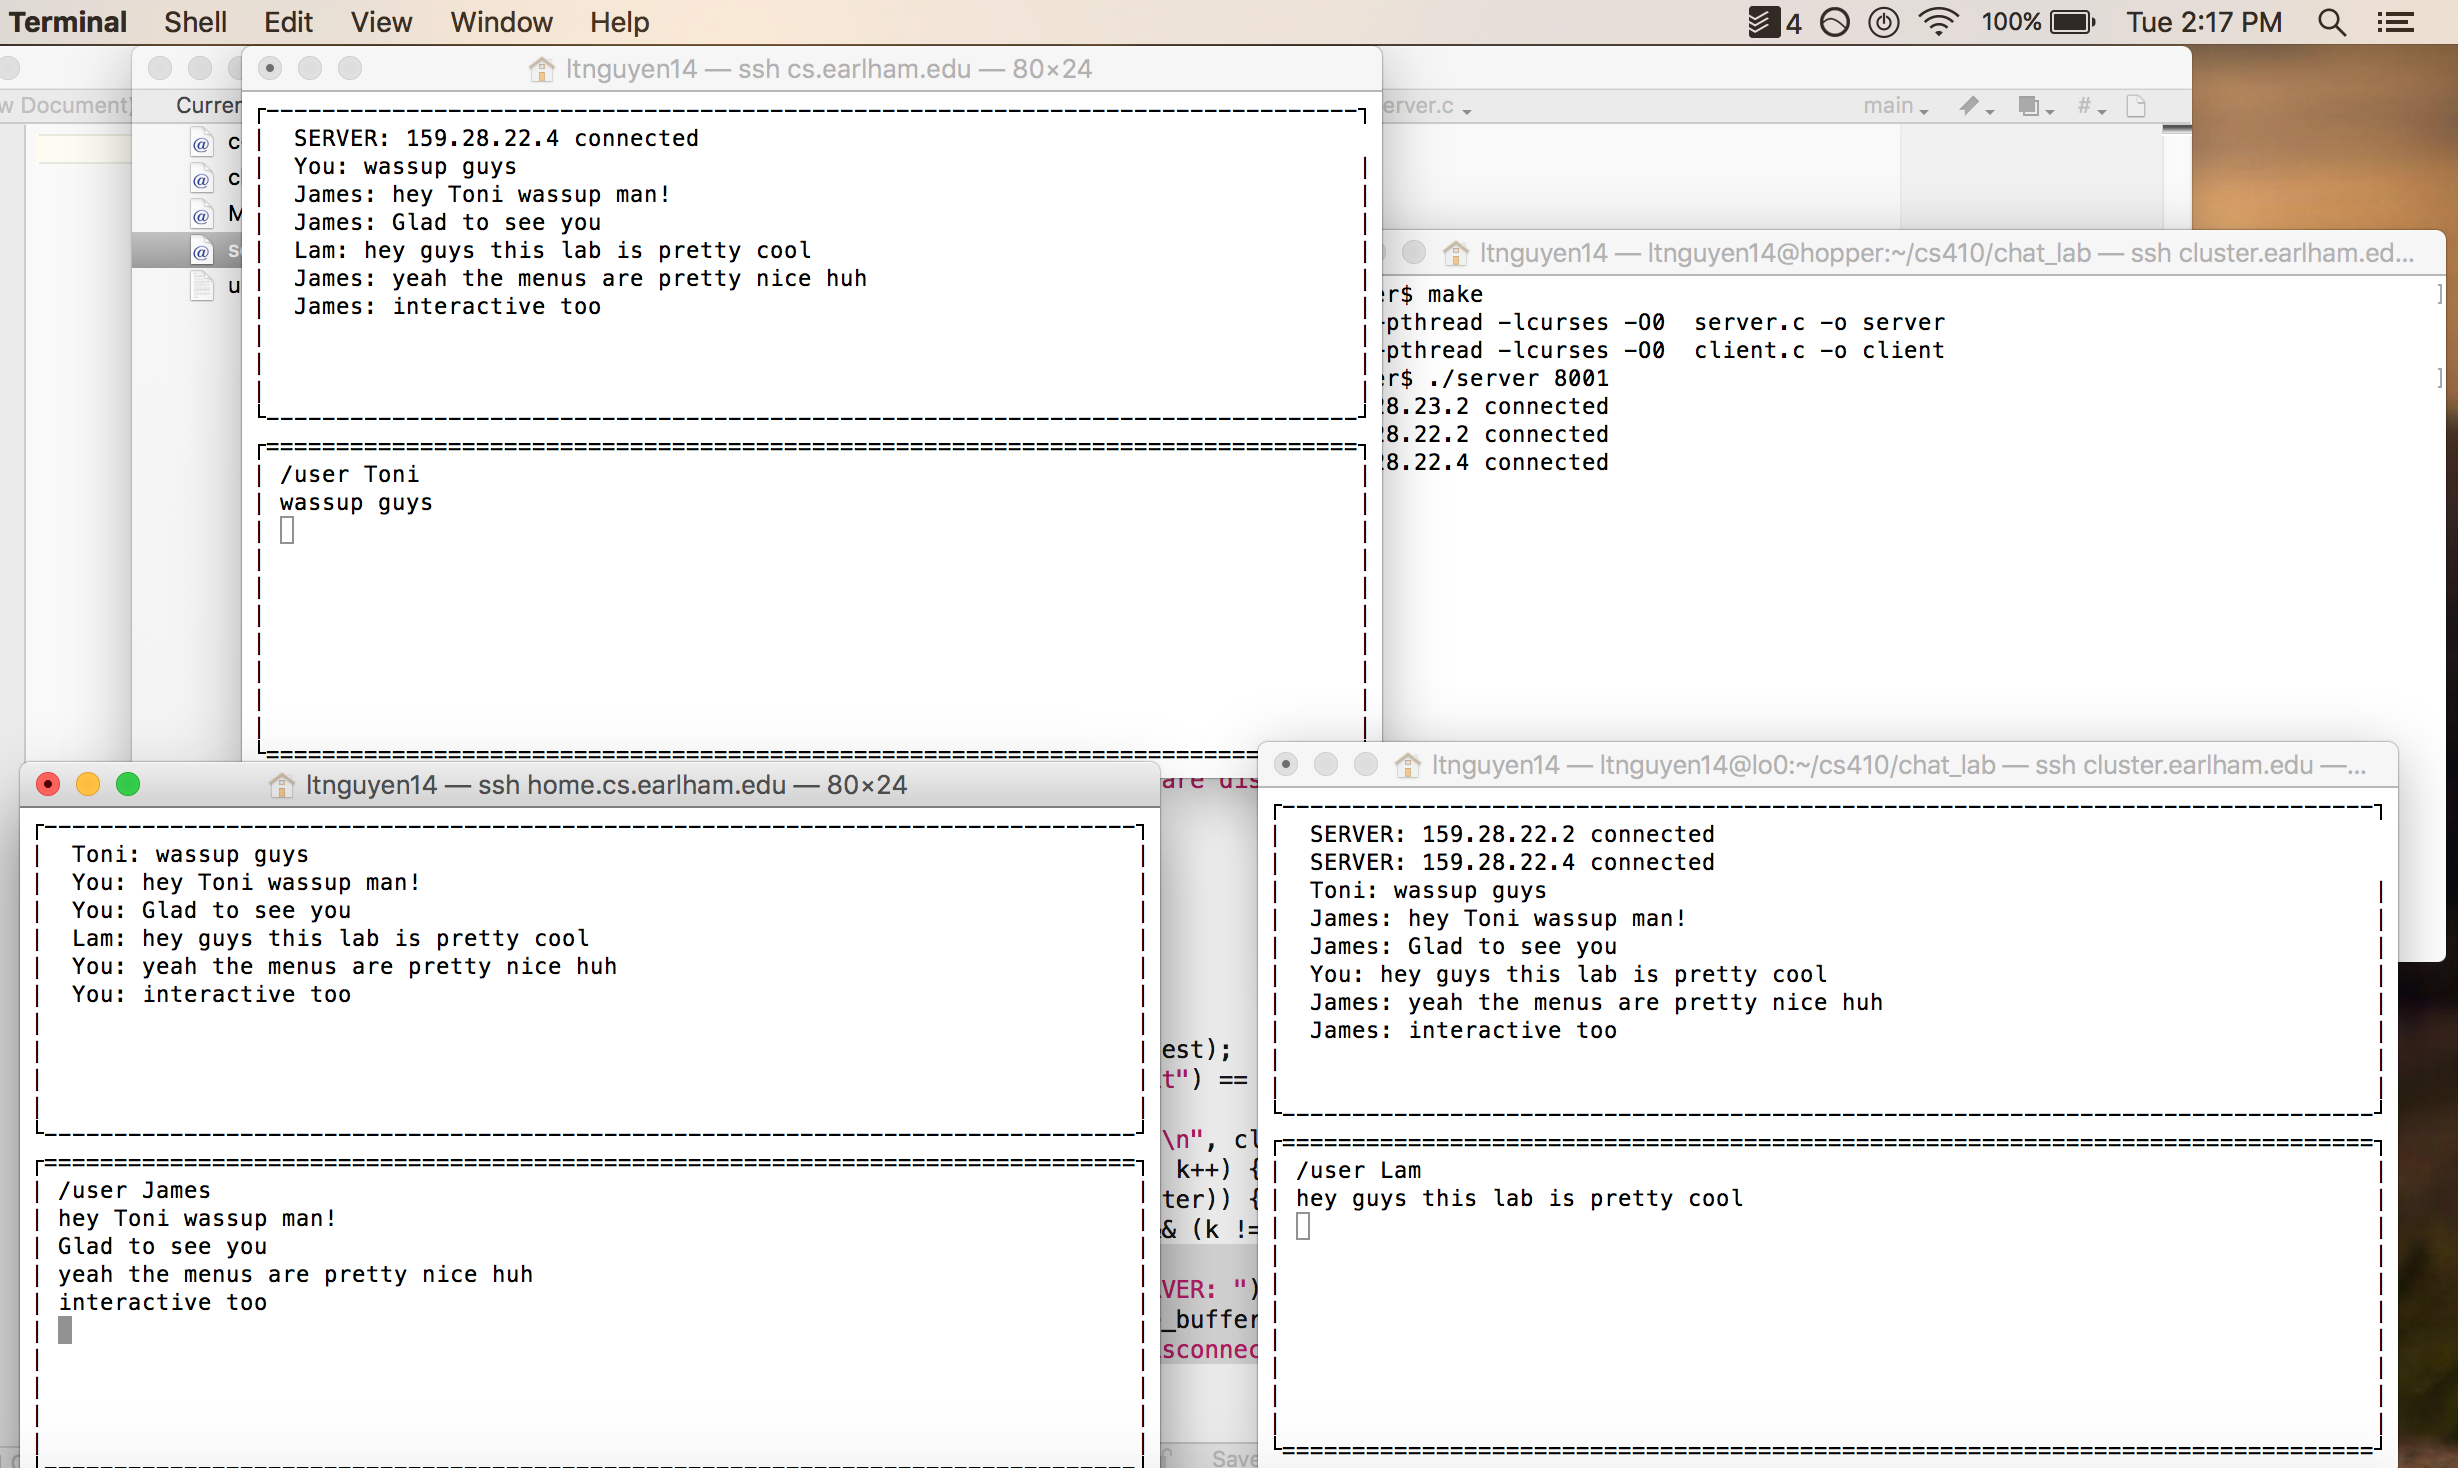 Terminal Shell Edit View Window Help 4 100% Tue 2:17 PM
ltnguyen14 — ssh cs.earlham.edu — 80×24
w Document) Curren
erver.c main #
SERVER: 159.28.22.4 connected
You: wassup guys
James: hey Toni wassup man!
James: Glad to see you
Lam: hey guys this lab is pretty cool
James: yeah the menus are pretty nice huh
James: interactive too
/user Toni
wassup guys
c
c
M
s
u
ltnguyen14 — ltnguyen14@hopper:~/cs410/chat_lab — ssh cluster.earlham.ed...
er$ make
-pthread -lcurses -O0  server.c -o server
-pthread -lcurses -O0  client.c -o client
er$ ./server 8001
28.23.2 connected
28.22.2 connected
28.22.4 connected
ltnguyen14 — ssh home.cs.earlham.edu — 80×24
Toni: wassup guys
You: hey Toni wassup man!
You: Glad to see you
Lam: hey guys this lab is pretty cool
You: yeah the menus are pretty nice huh
You: interactive too
/user James
hey Toni wassup man!
Glad to see you
yeah the menus are pretty nice huh
interactive too
are dis
est);
t") ==
\n", cl
k++) {
ter)) {
& (k !=
VER: ")
_buffer
sconnec
Save
ltnguyen14 — ltnguyen14@lo0:~/cs410/chat_lab — ssh cluster.earlham.edu —...
SERVER: 159.28.22.2 connected
SERVER: 159.28.22.4 connected
Toni: wassup guys
James: hey Toni wassup man!
James: Glad to see you
You: hey guys this lab is pretty cool
James: yeah the menus are pretty nice huh
James: interactive too
/user Lam
hey guys this lab is pretty cool